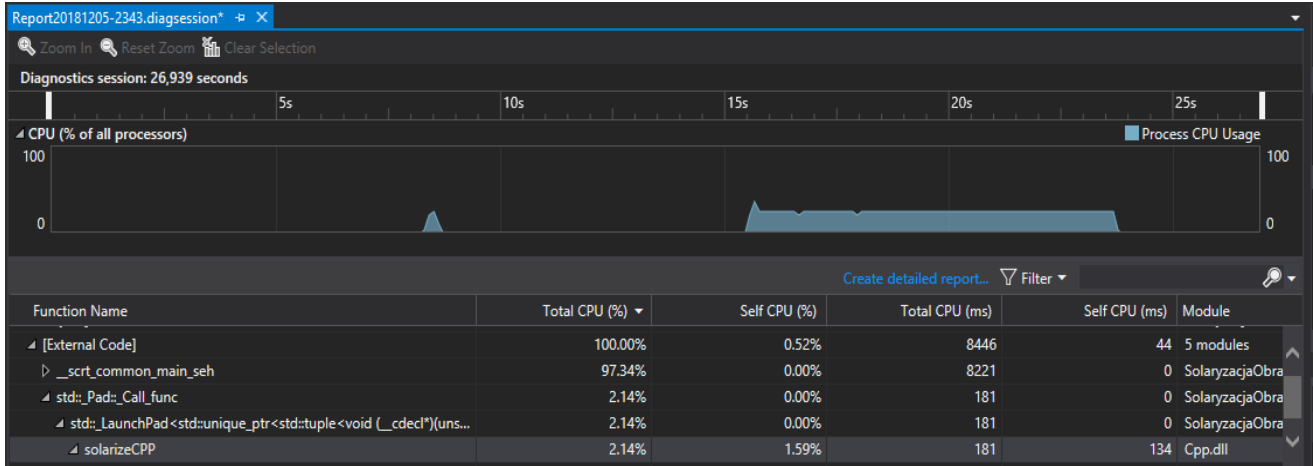 Report20181205-2343.diagsession*
Zoom In Reset Zoom Clear Selection
Diagnostics session: 26,939 seconds
5s 10s 15s 20s 25s
CPU (% of all processors) Process CPU Usage
100 100
0 0
Create detailed report... Filter
Function Name Total CPU (%) Self CPU (%) Total CPU (ms) Self CPU (ms) Module
[External Code] 100.00% 0.52% 8446 44 5 modules
__scrt_common_main_seh 97.34% 0.00% 8221 0 SolaryzacjaObra
std::_Pad::_Call_func 2.14% 0.00% 181 0 SolaryzacjaObra
std::_LaunchPad<std::unique_ptr<std::tuple<void (__cdecl*)(uns... 2.14% 0.00% 181 0 SolaryzacjaObra
solarizeCPP 2.14% 1.59% 181 134 Cpp.dll